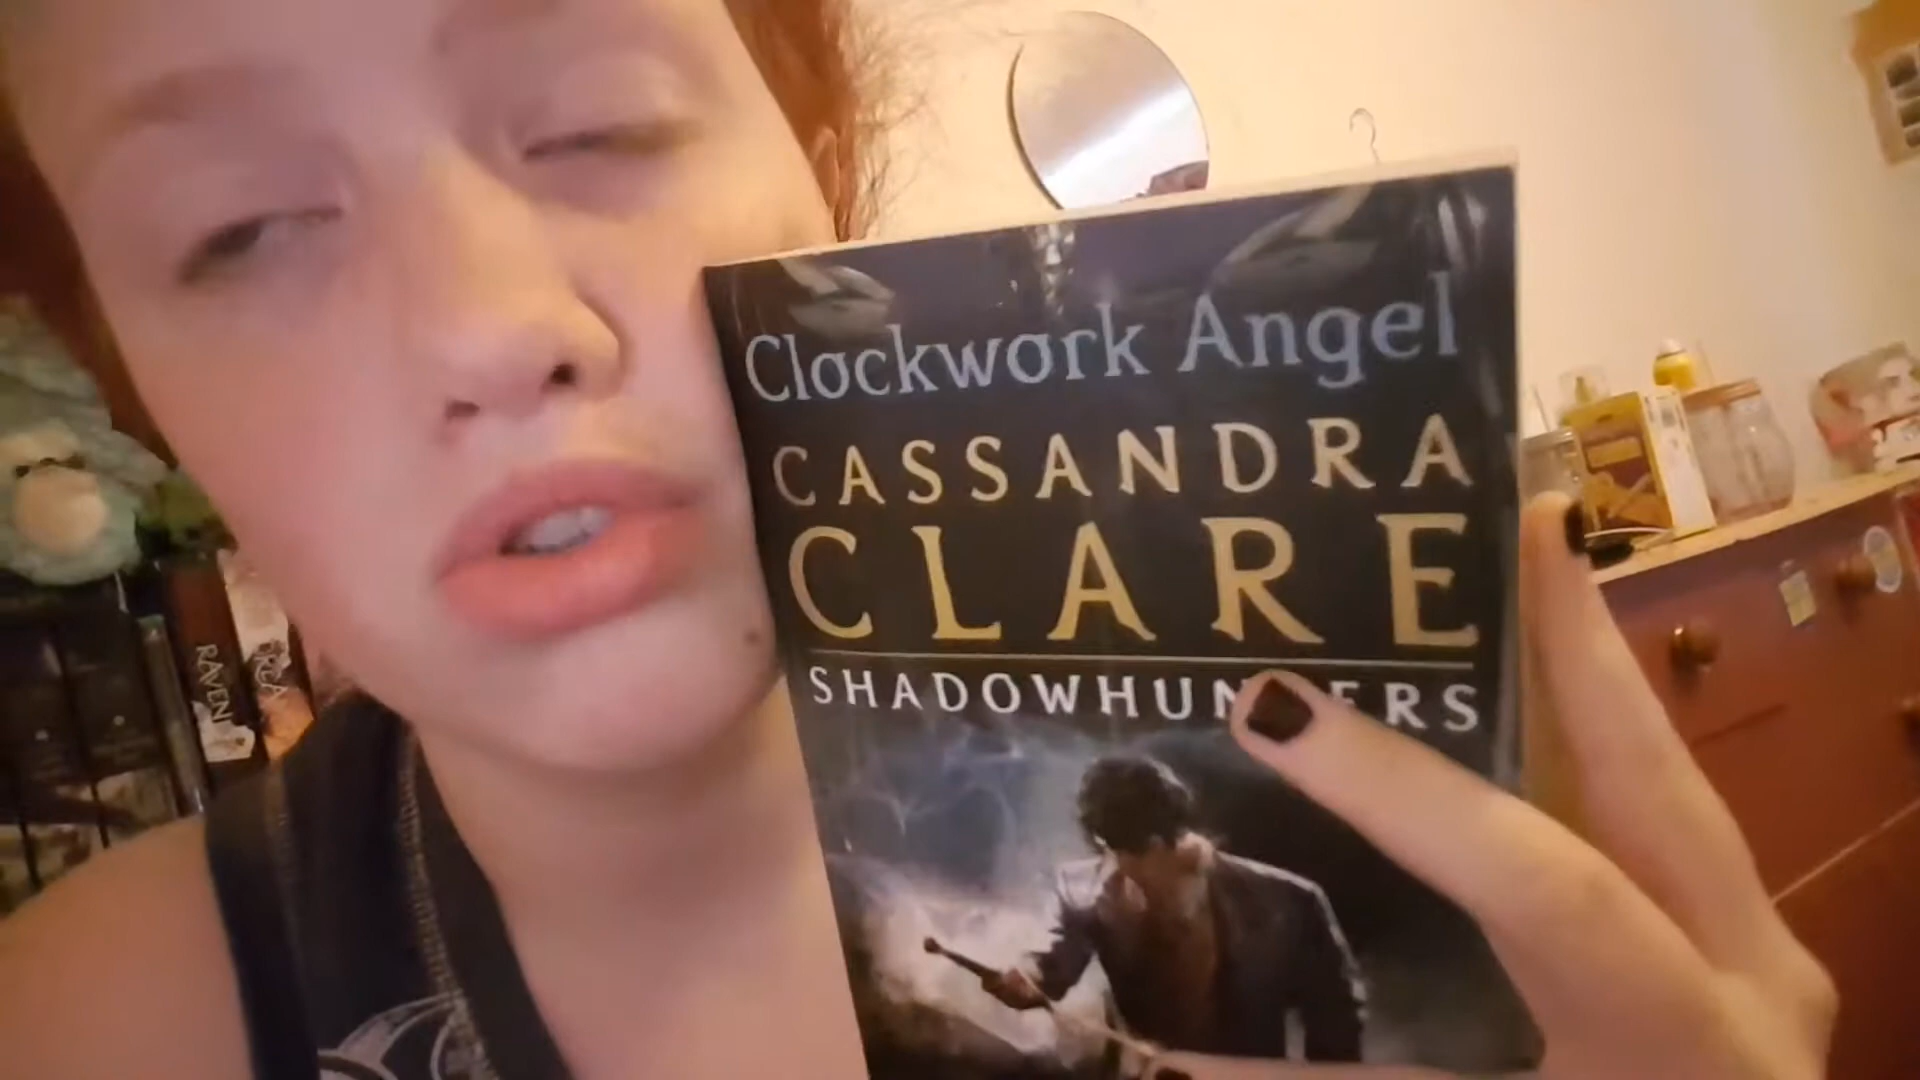 Clockwork Angel
CASSANDRA
CLARE
SHADOWHUNTERS
RAVEN